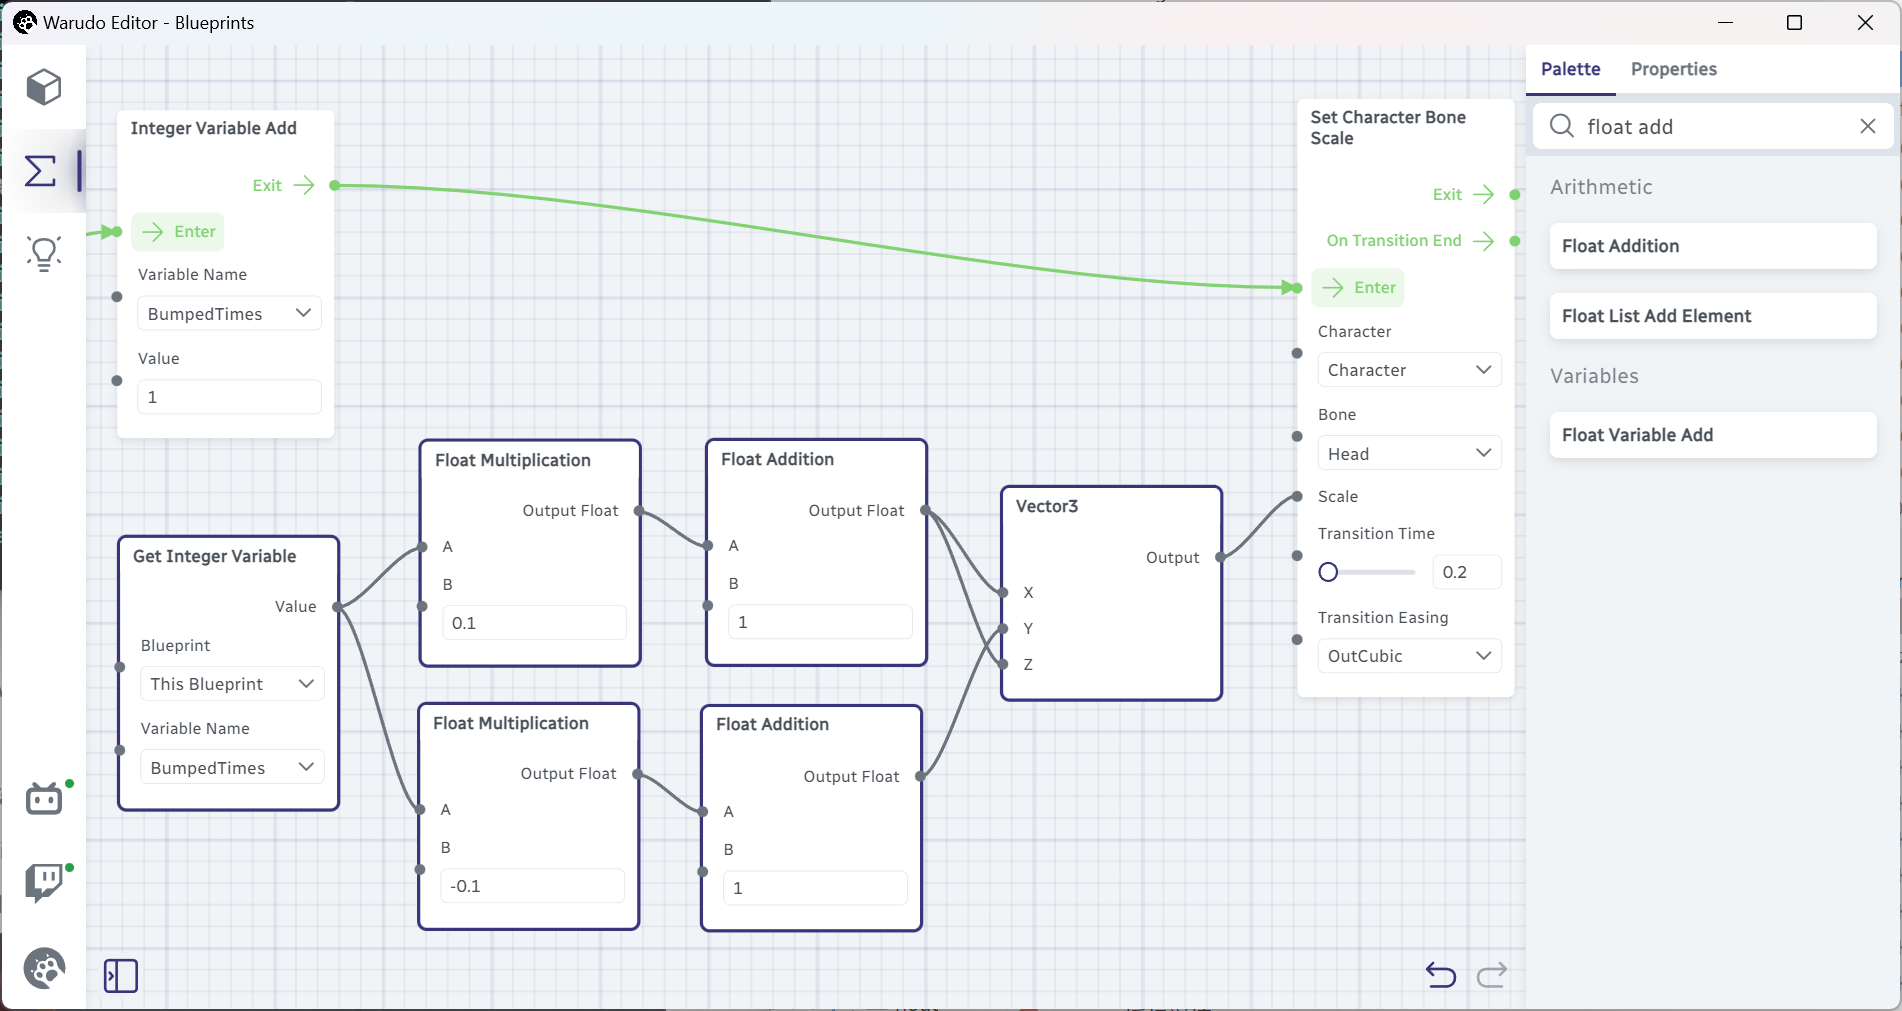 Warudo Editor - Blueprints
Integer Variable Add
Exit
Enter
Variable Name
BumpedTimes
Value
1
Get Integer Variable
Value
Blueprint
This Blueprint
Variable Name
BumpedTimes
Float Multiplication
Output Float
A
B
0.1
Float Multiplication
Output Float
A
B
-0.1
Float Addition
Output Float
A
B
1
Float Addition
Output Float
A
B
1
Vector3
Output
X
Y
Z
Set Character Bone
Scale
Exit
On Transition End
Enter
Character
Character
Bone
Head
Scale
Transition Time
0.2
Transition Easing
OutCubic
Palette
Properties
float add
Arithmetic
Float Addition
Float List Add Element
Variables
Float Variable Add